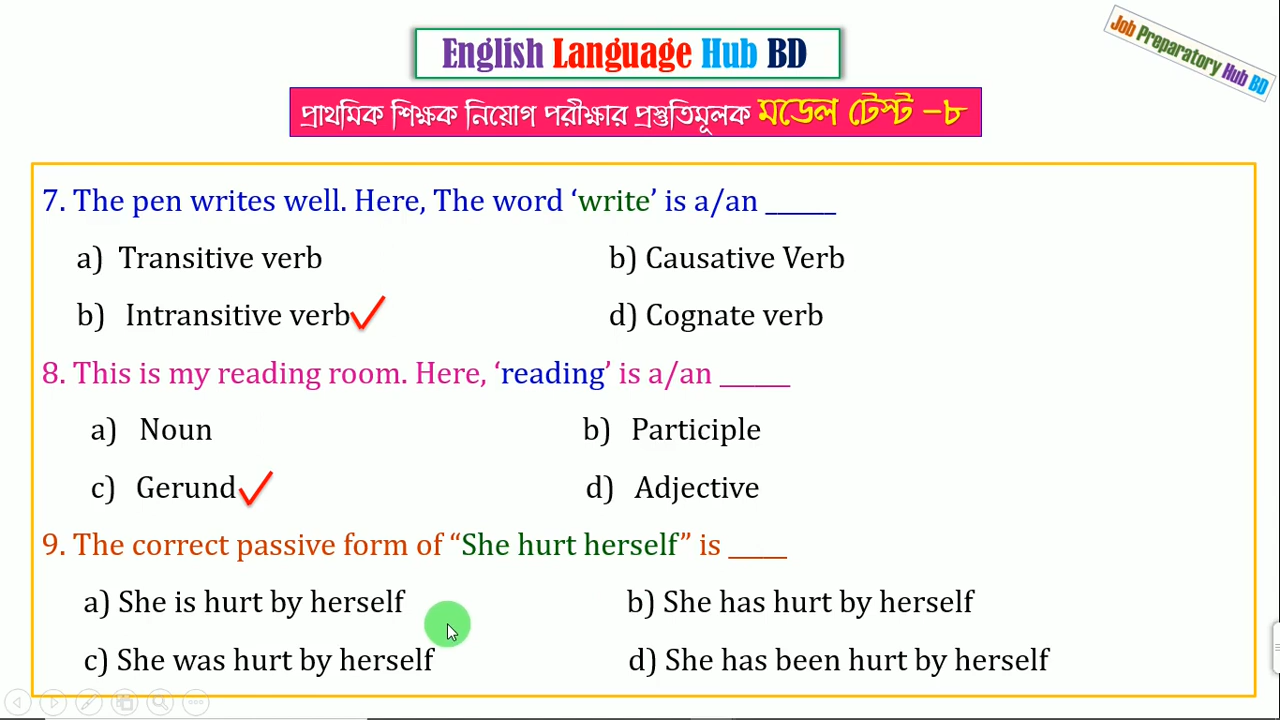 English Language Hub BD
Job Preparatory Hub BD
প্রাথমিক শিক্ষক নিয়োগ পরীক্ষার প্রস্তুতিমূলক মডেল টেস্ট -৮
7. The pen writes well. Here, The word ‘write’ is a/an ______
a) Transitive verb b) Causative Verb
b) Intransitive verb d) Cognate verb
8. This is my reading room. Here, ‘reading’ is a/an ______
a) Noun b) Participle
c) Gerund d) Adjective
9. The correct passive form of “She hurt herself” is _____
a) She is hurt by herself b) She has hurt by herself
c) She was hurt by herself d) She has been hurt by herself